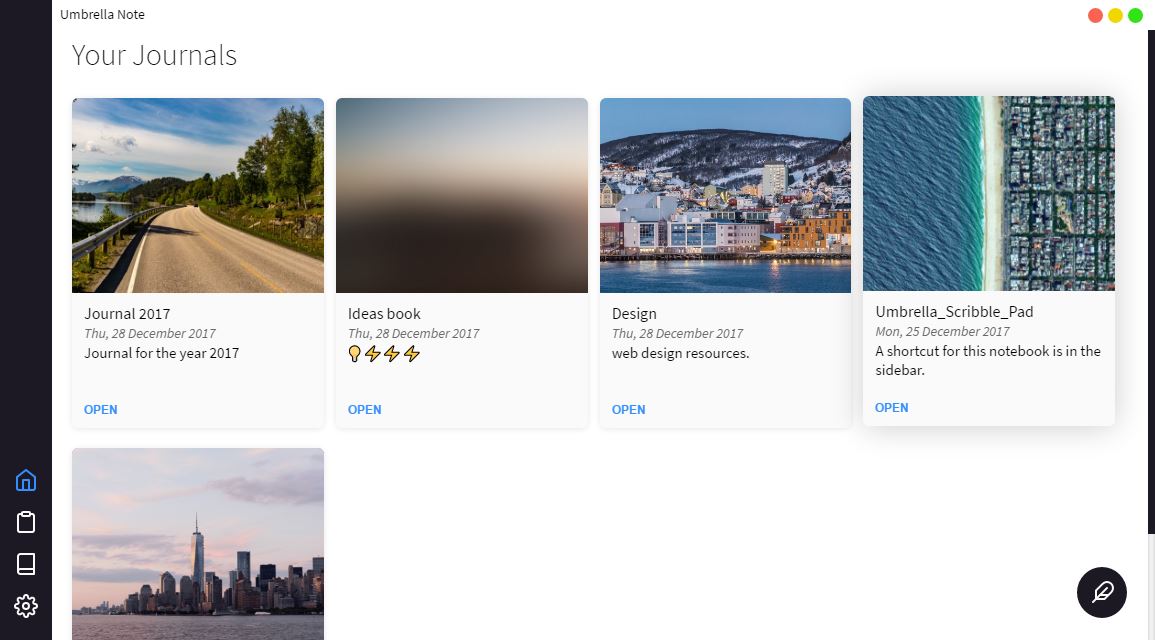 Umbrella Note
Your Journals
Journal 2017
Thu, 28 December 2017
Journal for the year 2017
OPEN
Ideas book
Thu, 28 December 2017
💡⚡⚡⚡
OPEN
Design
Thu, 28 December 2017
web design resources.
OPEN
Umbrella_Scribble_Pad
Mon, 25 December 2017
A shortcut for this notebook is in the
sidebar.
OPEN